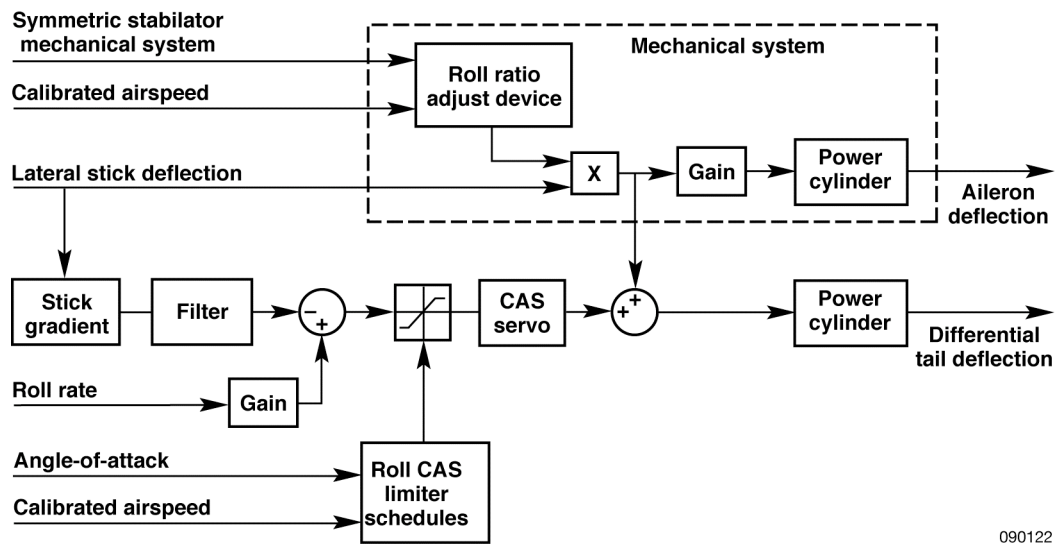 Symmetric stabilator
mechanical system
Mechanical system
Roll ratio
adjust device
Calibrated airspeed
Lateral stick deflection
X
Gain
Power
cylinder
Aileron
deflection
Stick
gradient
Filter
−
+
CAS
servo
+
+
Power
cylinder
Differential
tail deflection
Roll rate
Gain
Angle-of-attack
Calibrated airspeed
Roll CAS
limiter
schedules
090122